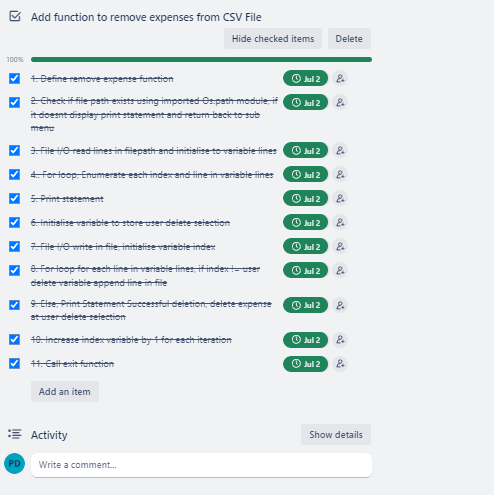 Add function to remove expenses from CSV File
Hide checked items
Delete
100%
1. Define remove expense function
Jul 2
2. Check if file path exists using imported Os.path module, if
it doesnt display print statement and return back to sub
menu
Jul 2
3. File I/O read lines in filepath and initialise to variable lines
Jul 2
4.. For loop, Enumerate each index and line in variable lines
Jul 2
5. Print statement
Jul 2
6. Initialise variable to store user delete selection
Jul 2
7. File I/O write in file, initialise variable index
Jul 2
8. For loop for each line in variable lines, if index != user
delete variable append line in file
Jul 2
9. Else, Print Statement Successful deletion, delete expense
at user delete selection
Jul 2
10. Increase index variable by 1 for each iteration
Jul 2
11. Call exit function
Jul 2
Add an item
Activity
Show details
PD
Write a comment...